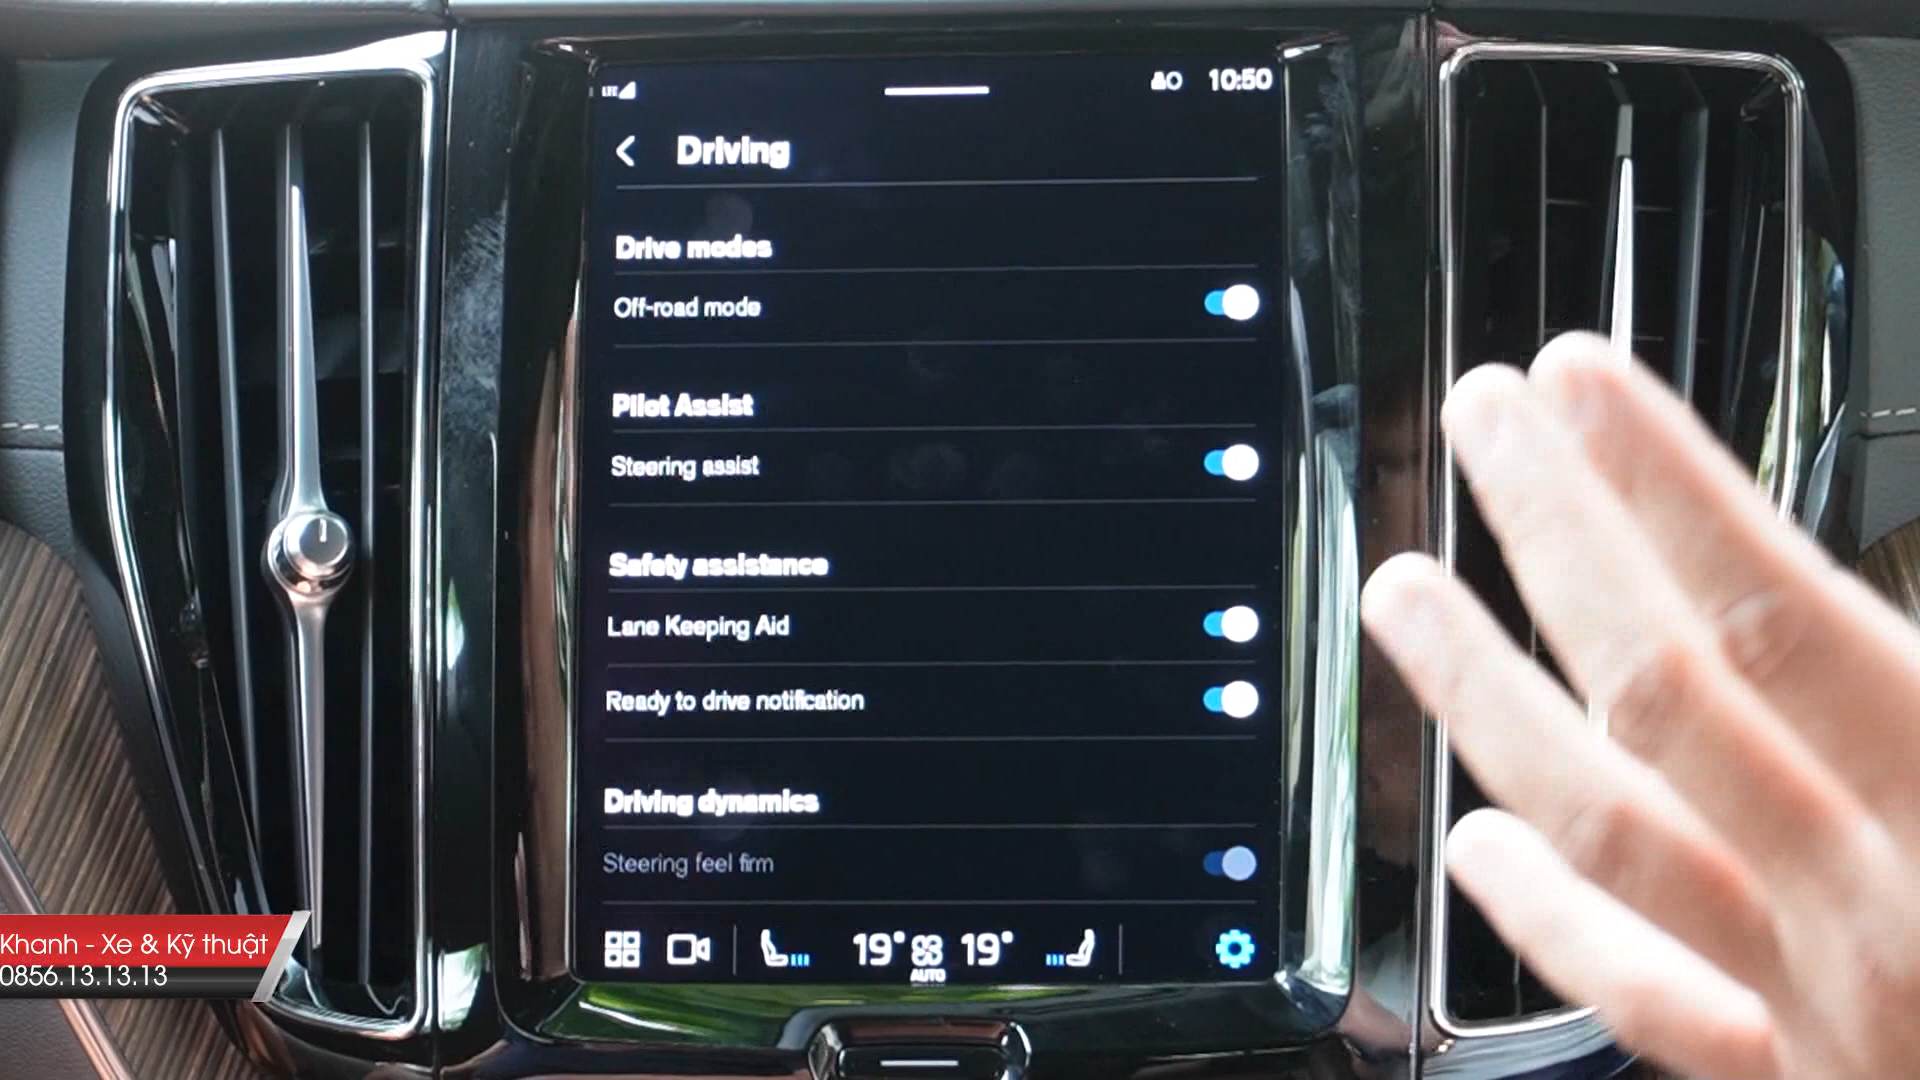 LTE
10:50
Driving
Drive modes
Off-road mode
Pilot Assist
Steering assist
Safety assistance
Lane Keeping Aid
Ready to drive notification
Driving dynamics
Steering feel firm
19° 19°
AUTO
Khanh - Xe & Kỹ thuật
0856.13.13.13